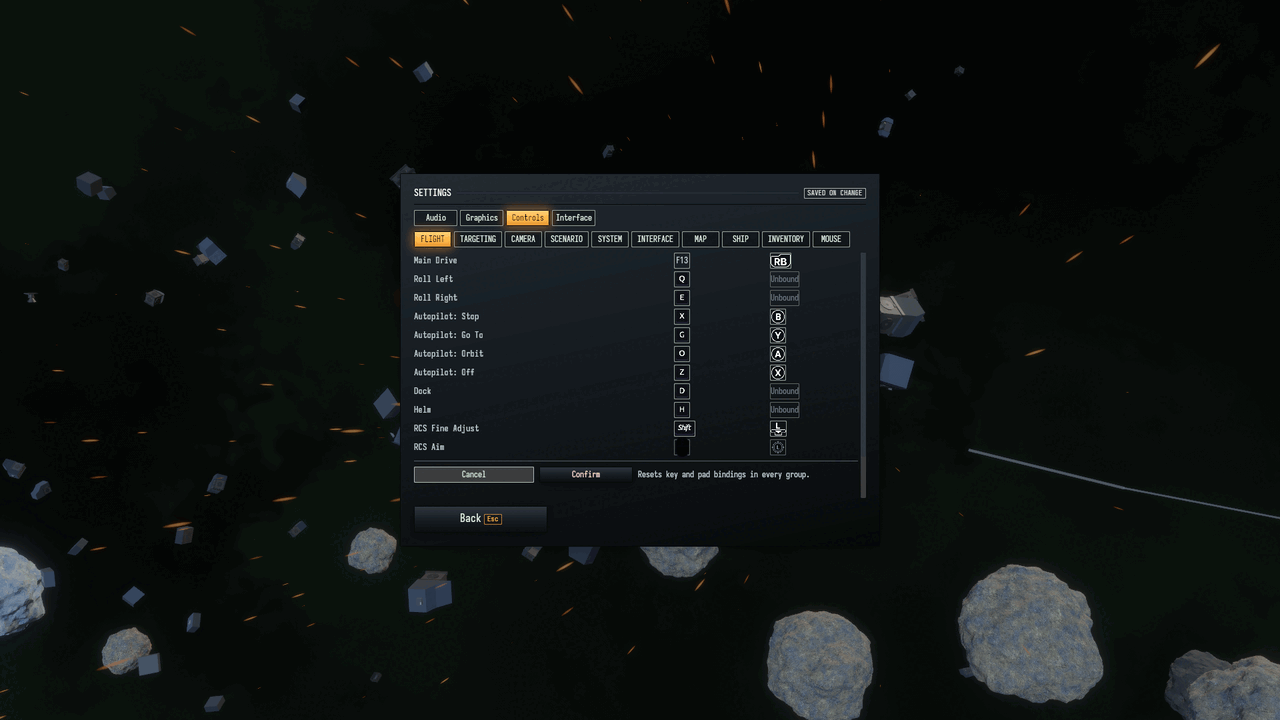 SETTINGS SAVED ON CHANGE
Audio Graphics Controls Interface
FLIGHT TARGETING CAMERA SCENARIO SYSTEM INTERFACE MAP SHIP INVENTORY MOUSE
Main Drive F13 RB
Roll Left Q Unbound
Roll Right E Unbound
Autopilot: Stop X B
Autopilot: Go To G Y
Autopilot: Orbit O A
Autopilot: Off Z X
Dock D Unbound
Helm H Unbound
RCS Fine Adjust Shift L
RCS Aim L
Cancel Confirm Resets key and pad bindings in every group.
Back Esc